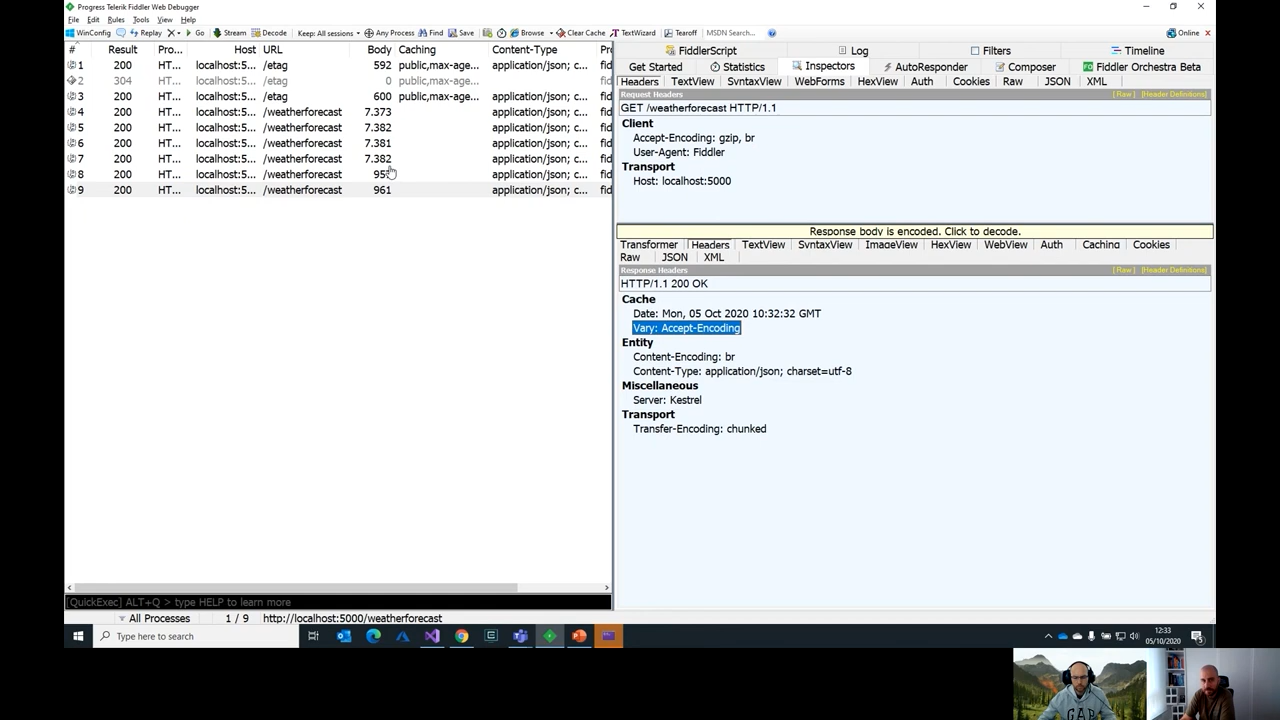 Progress Telerik Fiddler Web Debugger
File Edit Rules Tools View Help
WinConfig Replay Go Stream Decode Keep: All sessions Any Process Find Save Browse Clear Cache TextWizard Tearoff MSDN Search... Online
# Result Pro... Host URL Body Caching Content-Type
1 200 HT... localhost:5... /etag 592 public,max-age... application/json; c... fid
2 304 HT... localhost:5... /etag 0 public,max-age... fid
3 200 HT... localhost:5... /etag 600 public,max-age... application/json; c... fid
4 200 HT... localhost:5... /weatherforecast 7.373 application/json; c... fid
5 200 HT... localhost:5... /weatherforecast 7.382 application/json; c... fid
6 200 HT... localhost:5... /weatherforecast 7.381 application/json; c... fid
7 200 HT... localhost:5... /weatherforecast 7.382 application/json; c... fid
8 200 HT... localhost:5... /weatherforecast application/json; c... fid
9 200 HT... localhost:5... /weatherforecast 961 application/json; c... fid
[QuickExec] ALT+Q > type HELP to learn more
All Processes 1 / 9 http://localhost:5000/weatherforecast
FiddlerScript Log Filters Timeline
Get Started Statistics Inspectors AutoResponder Composer Fiddler Orchestra Beta
Headers TextView SyntaxView WebForms HexView Auth Cookies Raw JSON XML
Request Headers [ Raw ] [Header Definitions]
GET /weatherforecast HTTP/1.1
Client
Accept-Encoding: gzip, br
User-Agent: Fiddler
Transport
Host: localhost:5000
Response body is encoded. Click to decode.
Transformer Headers TextView SyntaxView ImageView HexView WebView Auth Caching Cookies
Raw JSON XML
Response Headers [ Raw ] [Header Definitions]
HTTP/1.1 200 OK
Cache
Date: Mon, 05 Oct 2020 10:32:32 GMT
Vary: Accept-Encoding
Entity
Content-Encoding: br
Content-Type: application/json; charset=utf-8
Miscellaneous
Server: Kestrel
Transport
Transfer-Encoding: chunked
Type here to search
12:33
05/10/2020
GAP